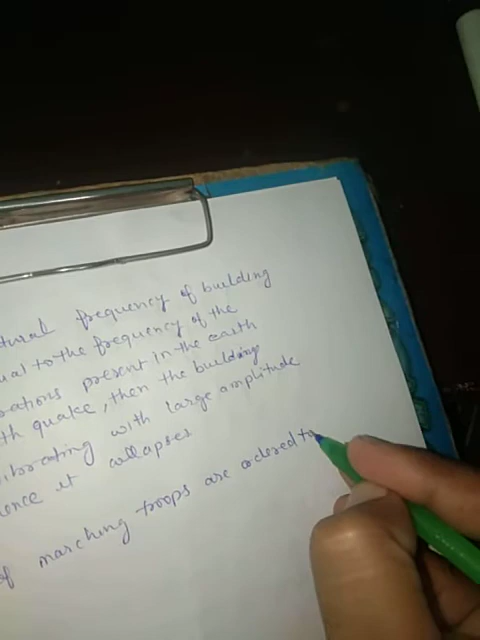 tural frequency of building
ual to the frequency of the
rations present in the earth
th quake, then the building
vibrating with large amplitude
ence it collapses
of marching troops are ordered to